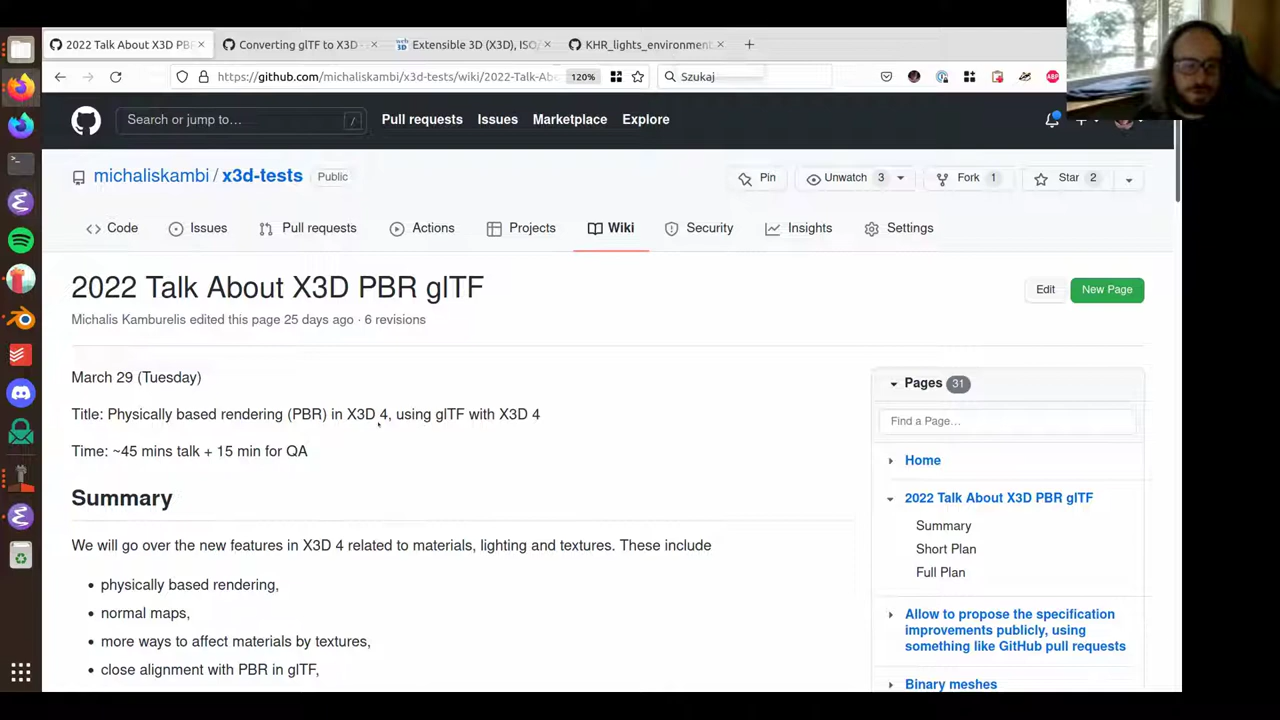 2022 Talk About X3D PBR
Converting glTF to X3D
Extensible 3D (X3D), ISO/
KHR_lights_environment
https://github.com/michaliskambi/x3d-tests/wiki/2022-Talk-Ab
120%
Szukaj
Search or jump to…
/
Pull requests
Issues
Marketplace
Explore
michaliskambi / x3d-tests
Public
Pin
Unwatch 3
Fork 1
Star 2
Code
Issues
Pull requests
Actions
Projects
Wiki
Security
Insights
Settings
2022 Talk About X3D PBR glTF
Edit
New Page
Michalis Kamburelis edited this page 25 days ago · 6 revisions
March 29 (Tuesday)
Title: Physically based rendering (PBR) in X3D 4, using glTF with X3D 4
Time: ~45 mins talk + 15 min for QA
Summary
We will go over the new features in X3D 4 related to materials, lighting and textures. These include
physically based rendering,
normal maps,
more ways to affect materials by textures,
close alignment with PBR in glTF,
Pages 31
Find a Page…
Home
2022 Talk About X3D PBR glTF
Summary
Short Plan
Full Plan
Allow to propose the specification
improvements publicly, using
something like GitHub pull requests
Binary meshes